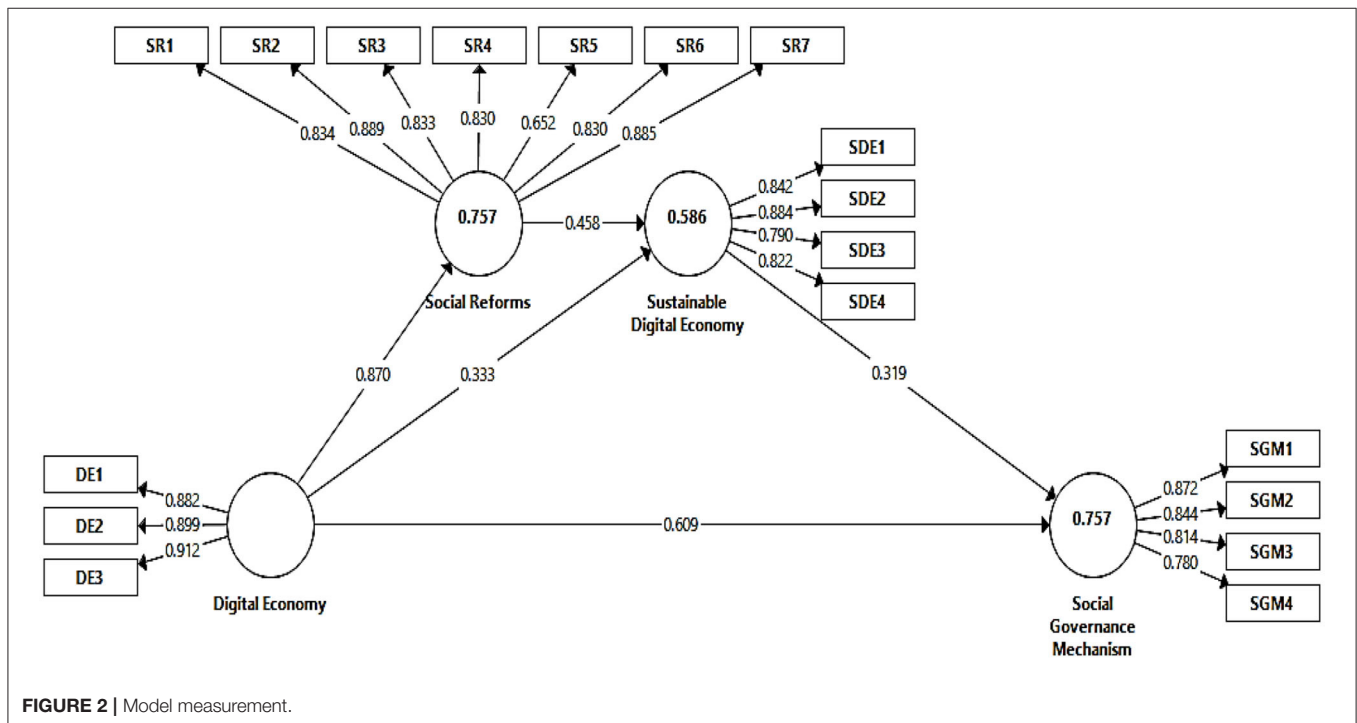 SR1 SR2 SR3 SR4 SR5 SR6 SR7
0.834 0.889 0.833 0.830 0.652 0.830 0.885
SDE1
0.842
SDE2
0.884
0.790
SDE3
0.822
SDE4
0.757
0.458
0.586
Social Reforms
Sustainable
Digital Economy
0.870
0.333
0.319
DE1
0.882
DE2
0.899
0.912
DE3
Digital Economy
0.609
0.757
SGM1
0.872
SGM2
0.844
0.814
SGM3
0.780
SGM4
Social
Governance
Mechanism
FIGURE 2 | Model measurement.